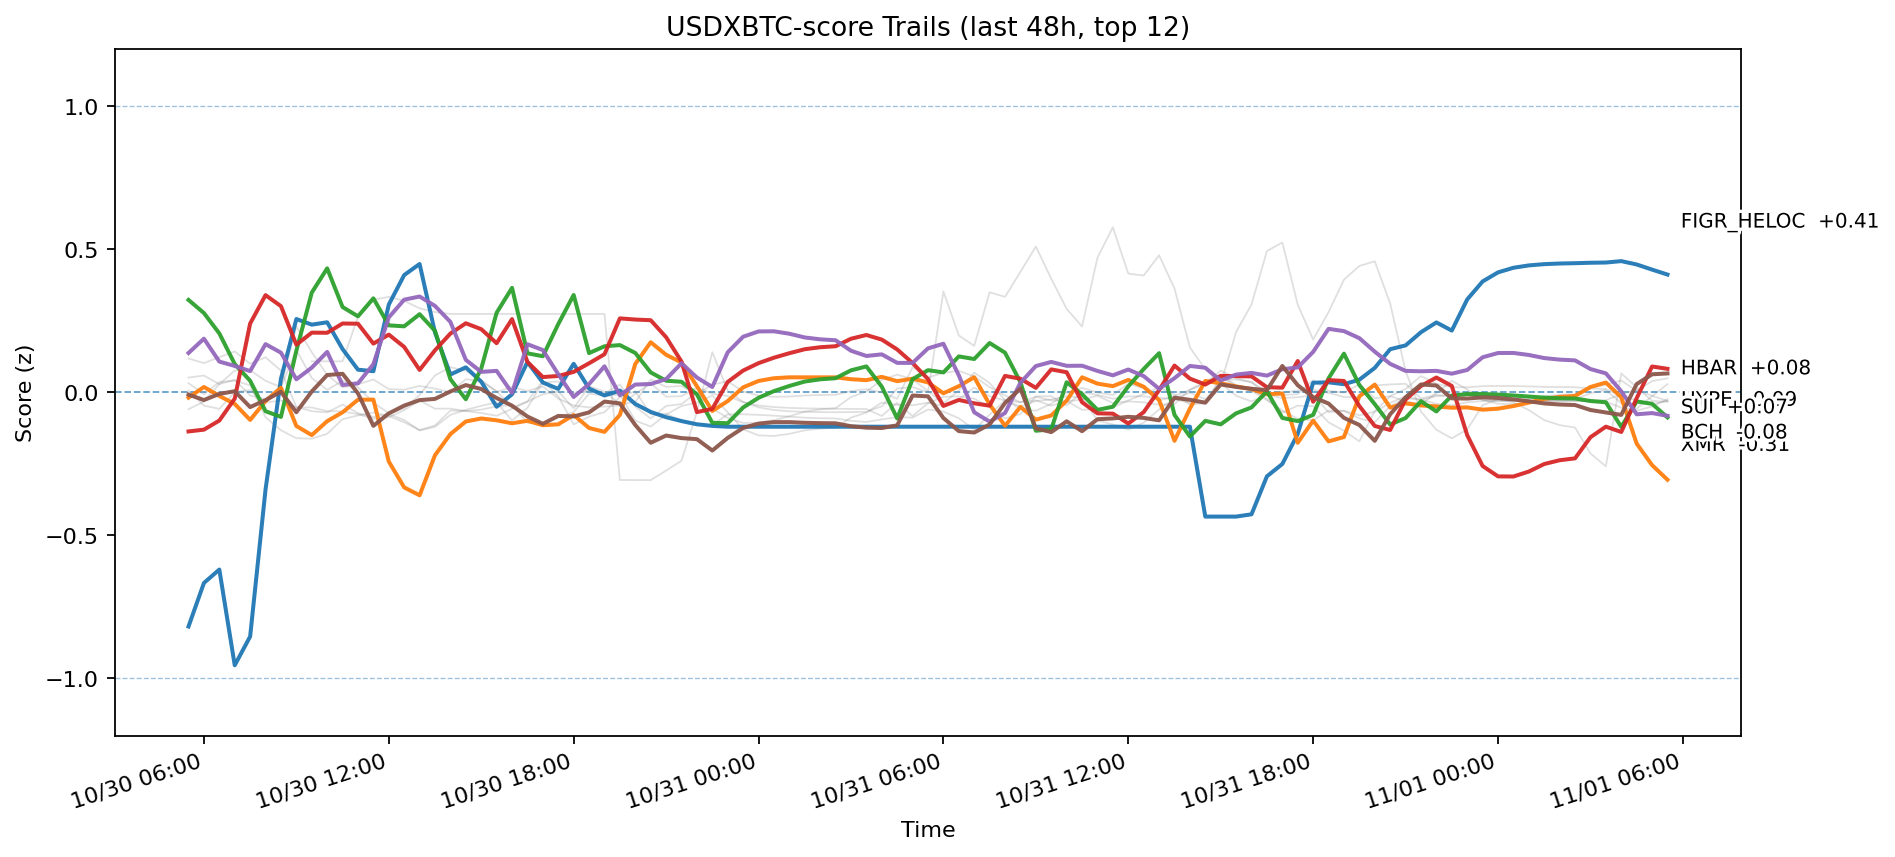 USDXBTC-score Trails (last 48h, top 12)
Score (z)
1.0
0.5
0.0
−0.5
−1.0
FIGR_HELOC +0.41
HBAR +0.08
SUI +0.07
BCH -0.08
XMR -0.31
10/30 06:00
10/30 12:00
10/30 18:00
10/31 00:00
10/31 06:00
10/31 12:00
10/31 18:00
11/01 00:00
11/01 06:00
Time